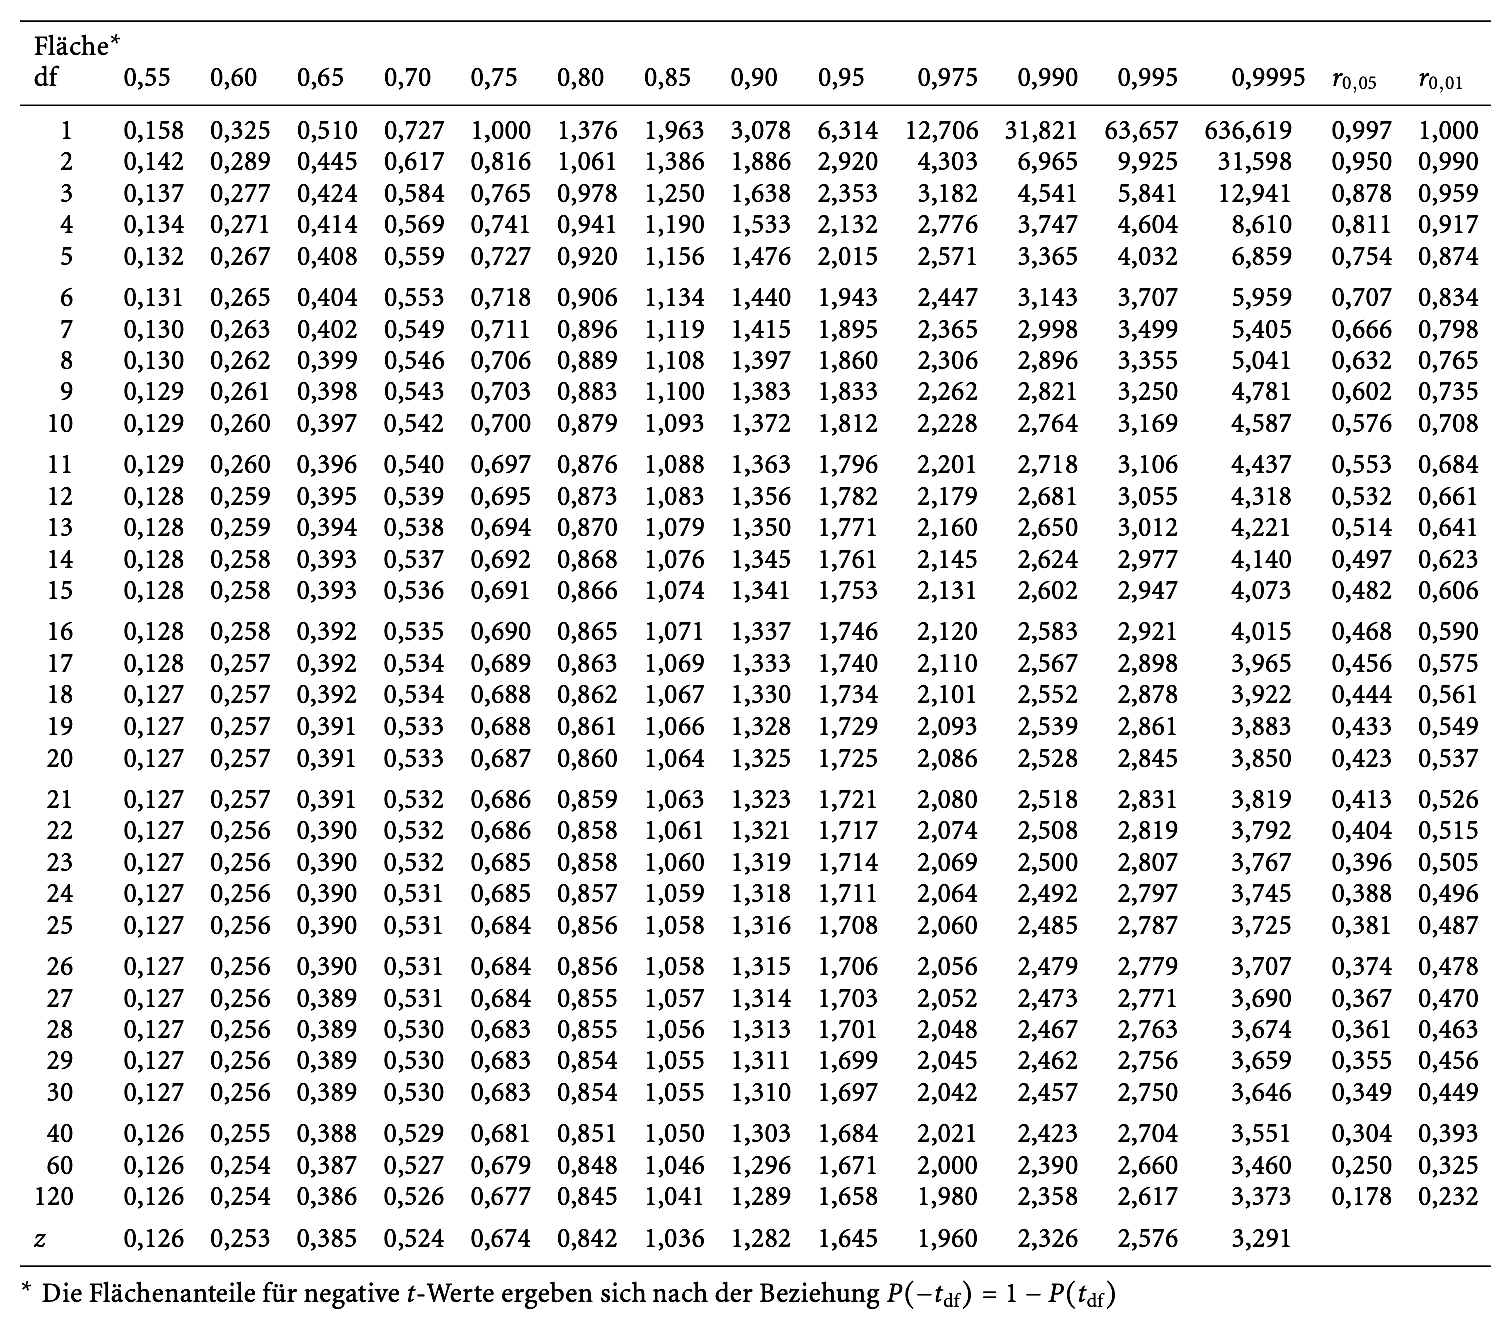 Fläche*
df 0,55 0,60 0,65 0,70 0,75 0,80 0,85 0,90 0,95 0,975 0,990 0,995 0,9995 r0,05 r0,01
1 0,158 0,325 0,510 0,727 1,000 1,376 1,963 3,078 6,314 12,706 31,821 63,657 636,619 0,997 1,000
2 0,142 0,289 0,445 0,617 0,816 1,061 1,386 1,886 2,920 4,303 6,965 9,925 31,598 0,950 0,990
3 0,137 0,277 0,424 0,584 0,765 0,978 1,250 1,638 2,353 3,182 4,541 5,841 12,941 0,878 0,959
4 0,134 0,271 0,414 0,569 0,741 0,941 1,190 1,533 2,132 2,776 3,747 4,604 8,610 0,811 0,917
5 0,132 0,267 0,408 0,559 0,727 0,920 1,156 1,476 2,015 2,571 3,365 4,032 6,859 0,754 0,874
6 0,131 0,265 0,404 0,553 0,718 0,906 1,134 1,440 1,943 2,447 3,143 3,707 5,959 0,707 0,834
7 0,130 0,263 0,402 0,549 0,711 0,896 1,119 1,415 1,895 2,365 2,998 3,499 5,405 0,666 0,798
8 0,130 0,262 0,399 0,546 0,706 0,889 1,108 1,397 1,860 2,306 2,896 3,355 5,041 0,632 0,765
9 0,129 0,261 0,398 0,543 0,703 0,883 1,100 1,383 1,833 2,262 2,821 3,250 4,781 0,602 0,735
10 0,129 0,260 0,397 0,542 0,700 0,879 1,093 1,372 1,812 2,228 2,764 3,169 4,587 0,576 0,708
11 0,129 0,260 0,396 0,540 0,697 0,876 1,088 1,363 1,796 2,201 2,718 3,106 4,437 0,553 0,684
12 0,128 0,259 0,395 0,539 0,695 0,873 1,083 1,356 1,782 2,179 2,681 3,055 4,318 0,532 0,661
13 0,128 0,259 0,394 0,538 0,694 0,870 1,079 1,350 1,771 2,160 2,650 3,012 4,221 0,514 0,641
14 0,128 0,258 0,393 0,537 0,692 0,868 1,076 1,345 1,761 2,145 2,624 2,977 4,140 0,497 0,623
15 0,128 0,258 0,393 0,536 0,691 0,866 1,074 1,341 1,753 2,131 2,602 2,947 4,073 0,482 0,606
16 0,128 0,258 0,392 0,535 0,690 0,865 1,071 1,337 1,746 2,120 2,583 2,921 4,015 0,468 0,590
17 0,128 0,257 0,392 0,534 0,689 0,863 1,069 1,333 1,740 2,110 2,567 2,898 3,965 0,456 0,575
18 0,127 0,257 0,392 0,534 0,688 0,862 1,067 1,330 1,734 2,101 2,552 2,878 3,922 0,444 0,561
19 0,127 0,257 0,391 0,533 0,688 0,861 1,066 1,328 1,729 2,093 2,539 2,861 3,883 0,433 0,549
20 0,127 0,257 0,391 0,533 0,687 0,860 1,064 1,325 1,725 2,086 2,528 2,845 3,850 0,423 0,537
21 0,127 0,257 0,391 0,532 0,686 0,859 1,063 1,323 1,721 2,080 2,518 2,831 3,819 0,413 0,526
22 0,127 0,256 0,390 0,532 0,686 0,858 1,061 1,321 1,717 2,074 2,508 2,819 3,792 0,404 0,515
23 0,127 0,256 0,390 0,532 0,685 0,858 1,060 1,319 1,714 2,069 2,500 2,807 3,767 0,396 0,505
24 0,127 0,256 0,390 0,531 0,685 0,857 1,059 1,318 1,711 2,064 2,492 2,797 3,745 0,388 0,496
25 0,127 0,256 0,390 0,531 0,684 0,856 1,058 1,316 1,708 2,060 2,485 2,787 3,725 0,381 0,487
26 0,127 0,256 0,390 0,531 0,684 0,856 1,058 1,315 1,706 2,056 2,479 2,779 3,707 0,374 0,478
27 0,127 0,256 0,389 0,531 0,684 0,855 1,057 1,314 1,703 2,052 2,473 2,771 3,690 0,367 0,470
28 0,127 0,256 0,389 0,530 0,683 0,855 1,056 1,313 1,701 2,048 2,467 2,763 3,674 0,361 0,463
29 0,127 0,256 0,389 0,530 0,683 0,854 1,055 1,311 1,699 2,045 2,462 2,756 3,659 0,355 0,456
30 0,127 0,256 0,389 0,530 0,683 0,854 1,055 1,310 1,697 2,042 2,457 2,750 3,646 0,349 0,449
40 0,126 0,255 0,388 0,529 0,681 0,851 1,050 1,303 1,684 2,021 2,423 2,704 3,551 0,304 0,393
60 0,126 0,254 0,387 0,527 0,679 0,848 1,046 1,296 1,671 2,000 2,390 2,660 3,460 0,250 0,325
120 0,126 0,254 0,386 0,526 0,677 0,845 1,041 1,289 1,658 1,980 2,358 2,617 3,373 0,178 0,232
z 0,126 0,253 0,385 0,524 0,674 0,842 1,036 1,282 1,645 1,960 2,326 2,576 3,291
* Die Flächenanteile für negative t-Werte ergeben sich nach der Beziehung P(−tdf) = 1 − P(tdf)